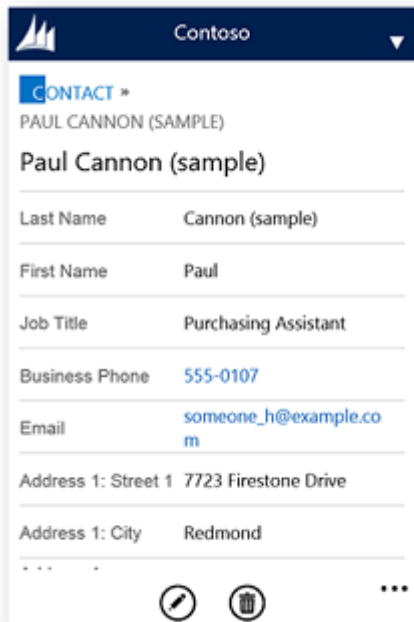 Contoso
CONTACT »
PAUL CANNON (SAMPLE)
Paul Cannon (sample)
Last Name Cannon (sample)
First Name Paul
Job Title Purchasing Assistant
Business Phone 555-0107
Email someone_h@example.co
m
Address 1: Street 1 7723 Firestone Drive
Address 1: City Redmond